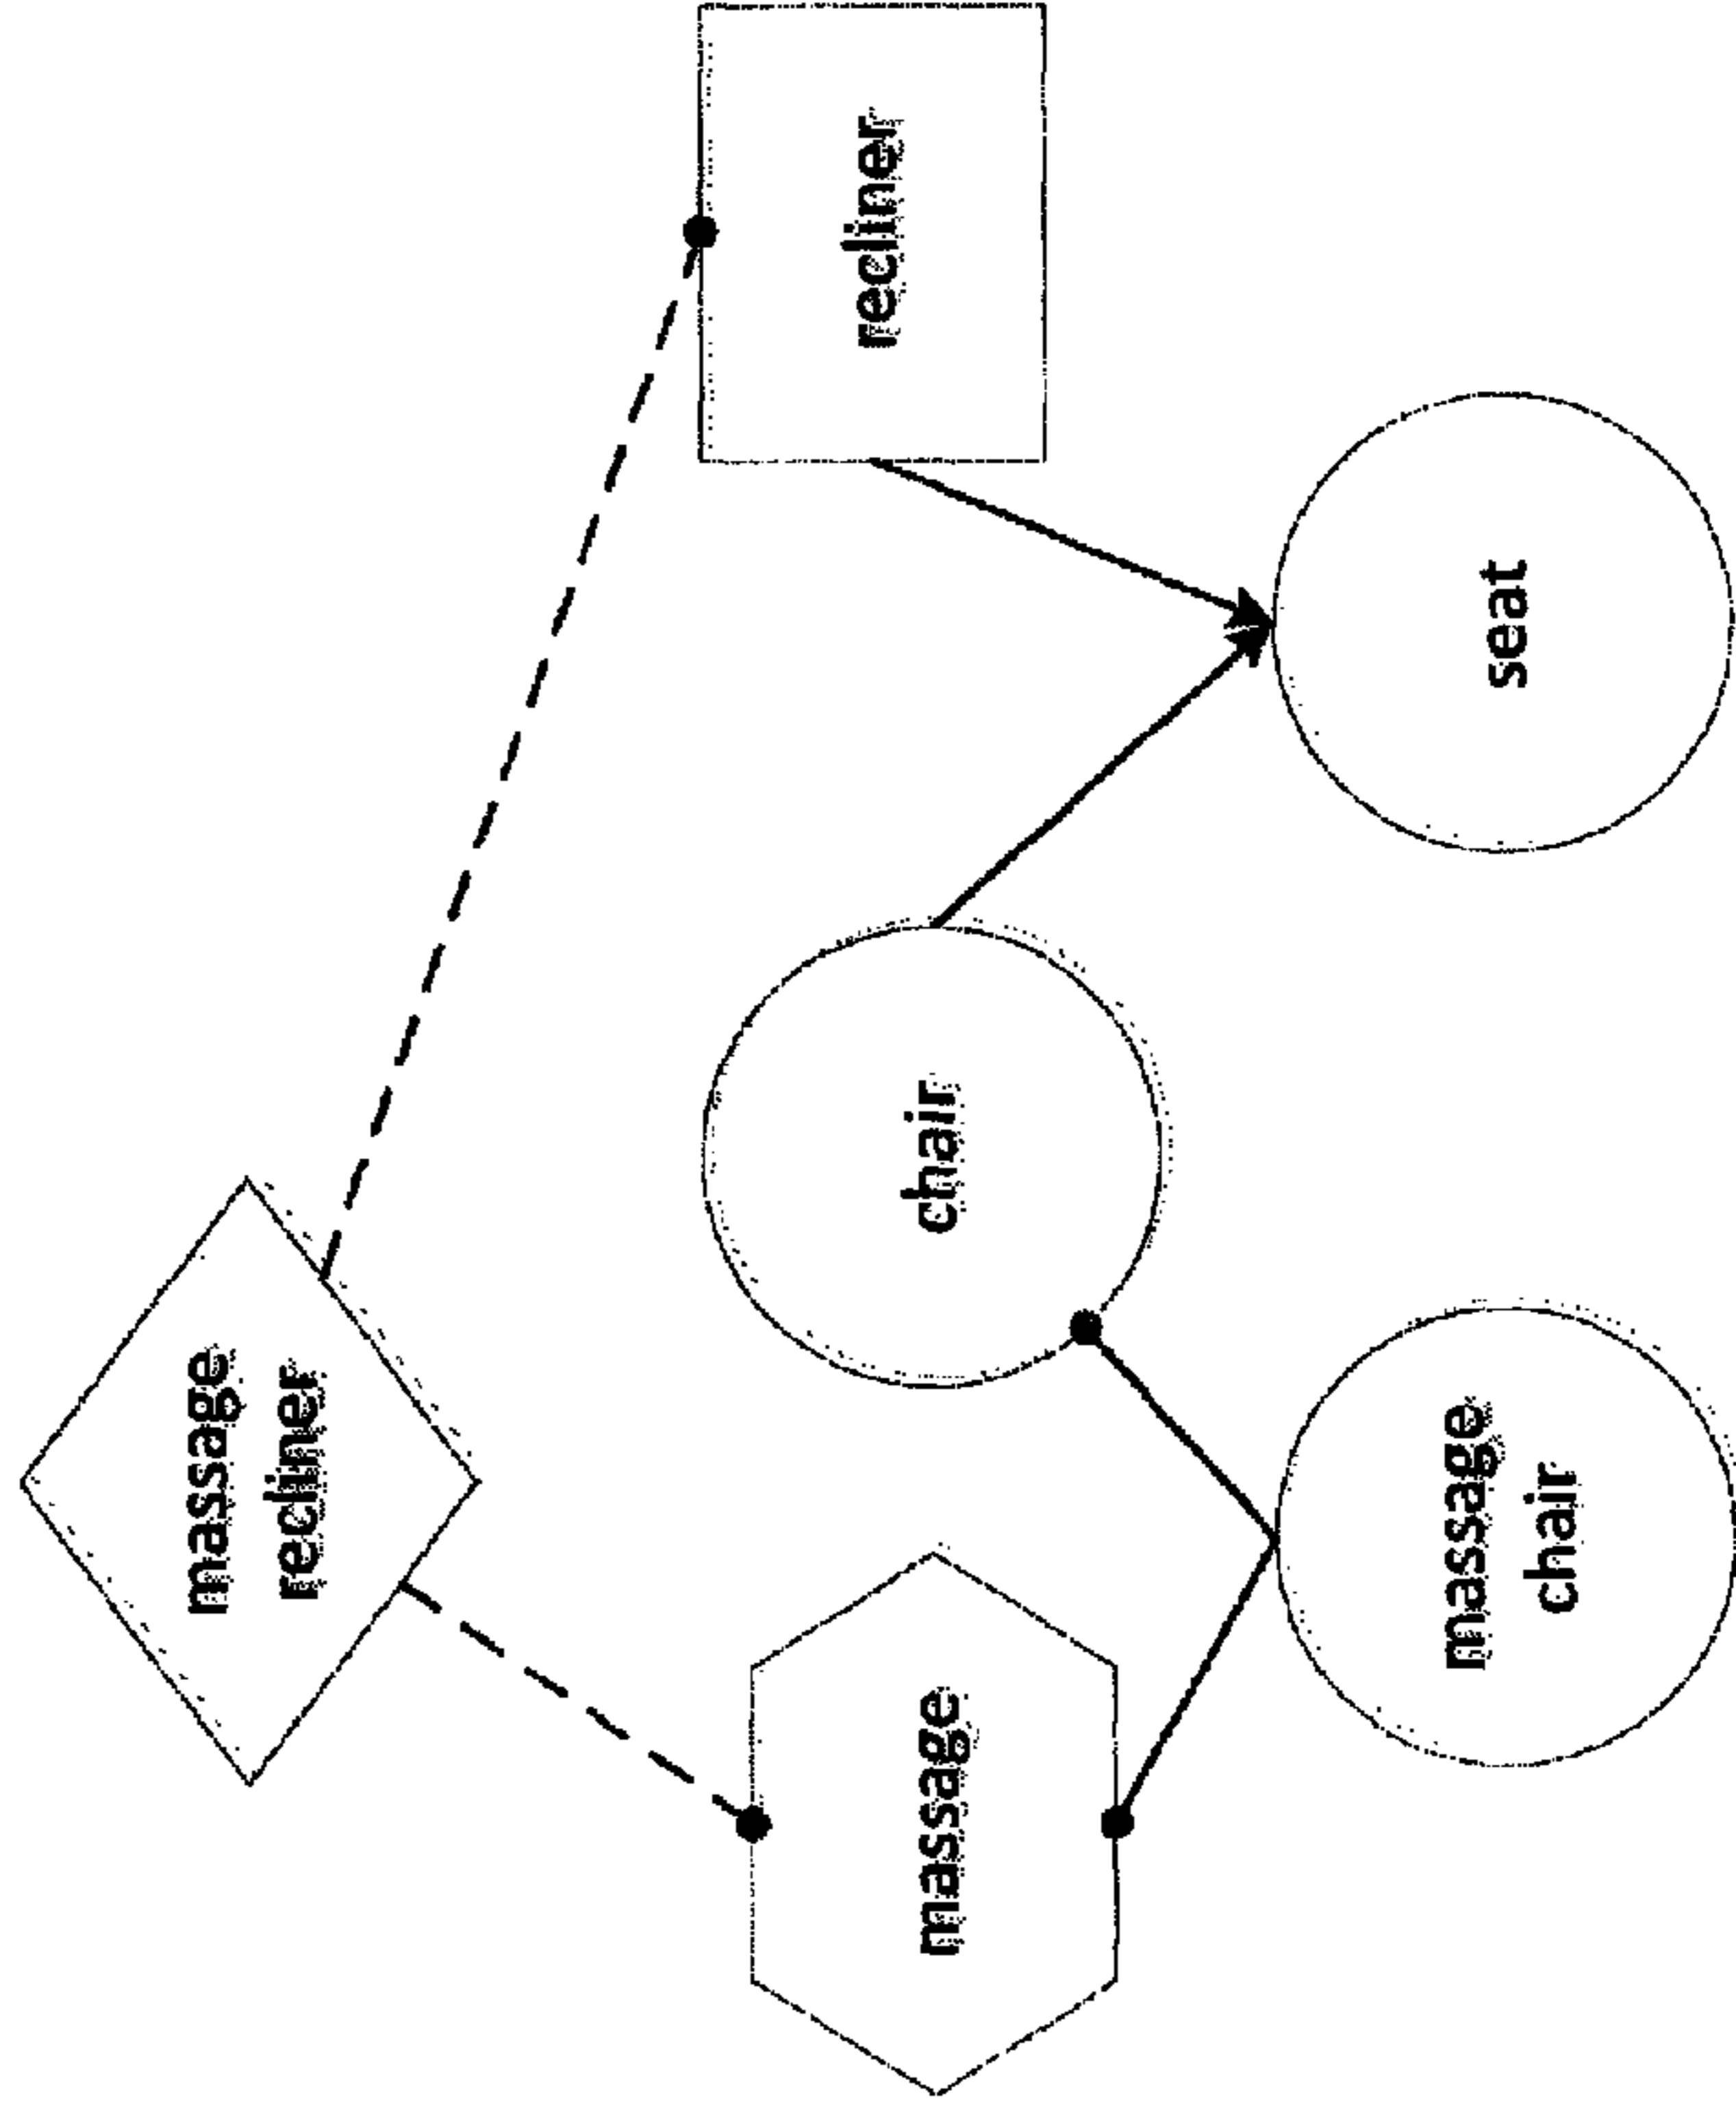 massage
recliner
massage
chair
recliner
massage
chair
seat